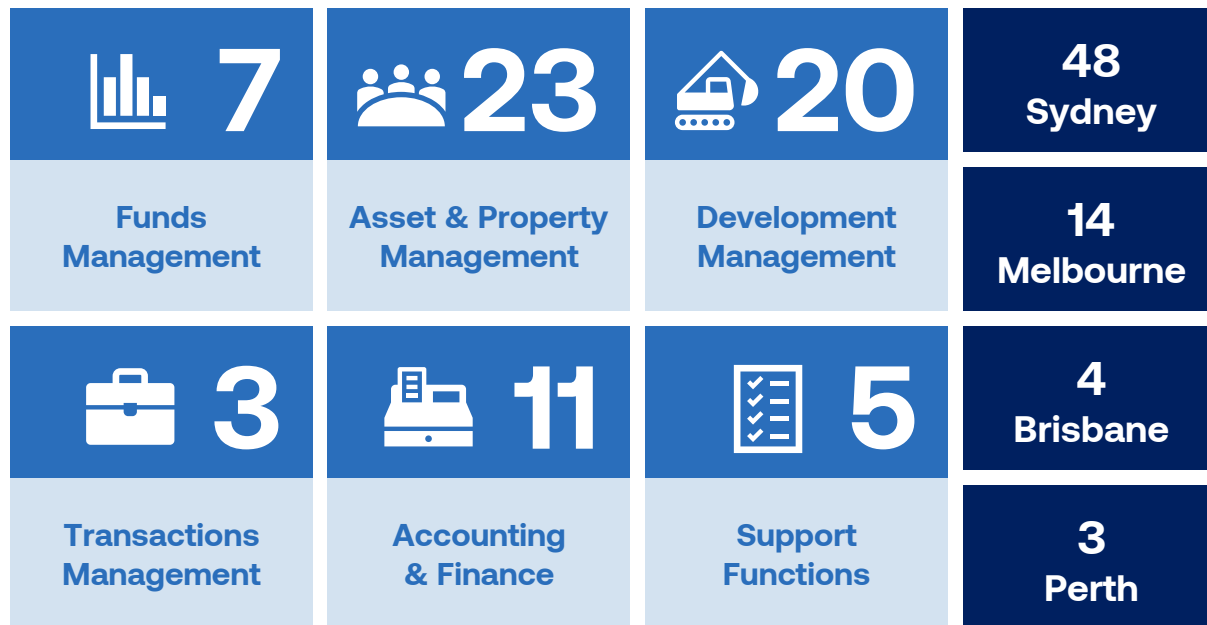 7
Funds
Management
23
Asset & Property
Management
20
Development
Management
3
Transactions
Management
11
Accounting
& Finance
5
Support
Functions
48
Sydney
14
Melbourne
4
Brisbane
3
Perth